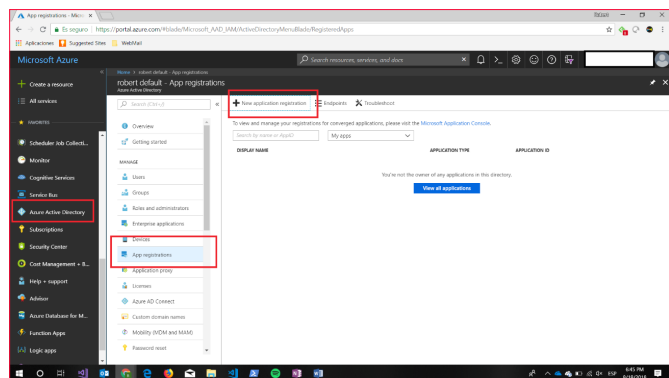 App registrations - Micro
Es seguro
https://portal.azure.com/#blade/Microsoft_AAD_IAM/ActiveDirectoryMenuBlade/RegisteredApps
Aplicaciones
Suggested Sites
WebMail
Microsoft Azure
Search resources, services, and docs
Home > robert default - App registrations
robert default - App registrations
Azure Active Directory
Create a resource
All services
FAVORITES
Scheduler Job Collecti...
Monitor
Cognitive Services
Service Bus
Azure Active Directory
Subscriptions
Security Center
Cost Management + B...
Help + support
Advisor
Azure Database for M...
Function Apps
Logic apps
Search (Ctrl+/)
Overview
Getting started
MANAGE
Users
Groups
Roles and administrators
Enterprise applications
Devices
App registrations
Application proxy
Licenses
Azure AD Connect
Custom domain names
Mobility (MDM and MAM)
Password reset
New application registration
Endpoints
Troubleshoot
To view and manage your registrations for converged applications, please visit the Microsoft Application Console.
Search by name or AppID
My apps
DISPLAY NAME
APPLICATION TYPE
APPLICATION ID
You're not the owner of any applications in this directory.
View all applications
ESP
6:45 PM
9/18/2018